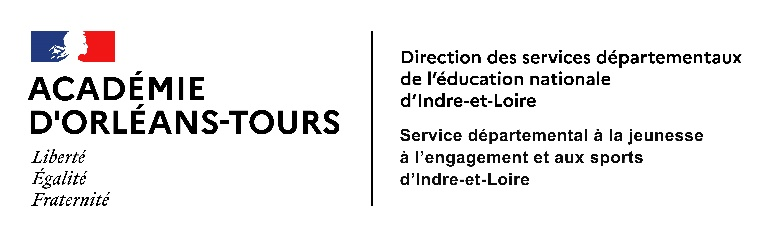 ACADÉMIE
D'ORLÉANS-TOURS
Liberté
Égalité
Fraternité
Direction des services départementaux
de l'éducation nationale
d'Indre-et-Loire
Service départemental à la jeunesse
à l'engagement et aux sports
d'Indre-et-Loire